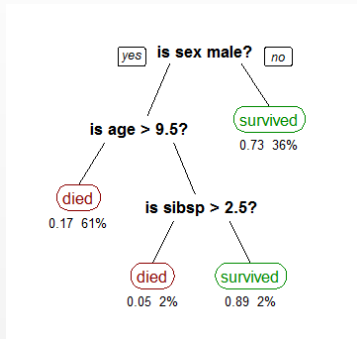 yes is sex male? no
is age > 9.5?
survived
0.73 36%
died
0.17 61%
is sibsp > 2.5?
died
0.05 2%
survived
0.89 2%